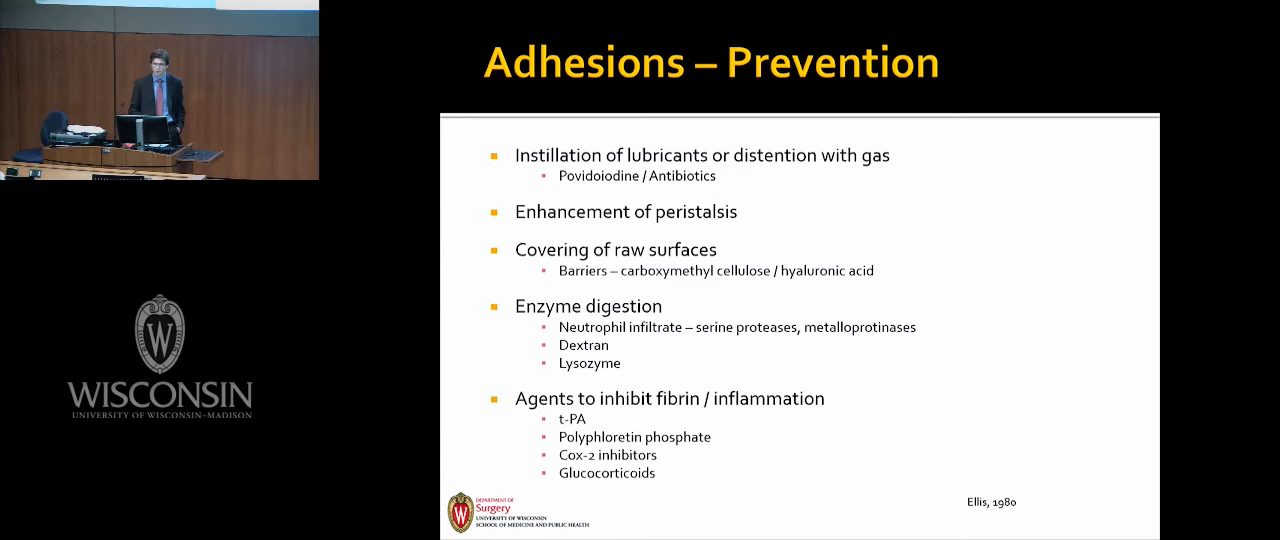 Adhesions – Prevention
Instillation of lubricants or distention with gas
Povidoiodine / Antibiotics
Enhancement of peristalsis
Covering of raw surfaces
Barriers – carboxymethyl cellulose / hyaluronic acid
Enzyme digestion
Neutrophil infiltrate – serine proteases, metalloprotinases
Dextran
Lysozyme
Agents to inhibit fibrin / inflammation
t-PA
Polyphloretin phosphate
Cox-2 inhibitors
Glucocorticoids
Ellis, 1980
W
WISCONSIN
UNIVERSITY OF WISCONSIN–MADISON
W
DEPARTMENT OF
Surgery
UNIVERSITY OF WISCONSIN
SCHOOL OF MEDICINE AND PUBLIC HEALTH